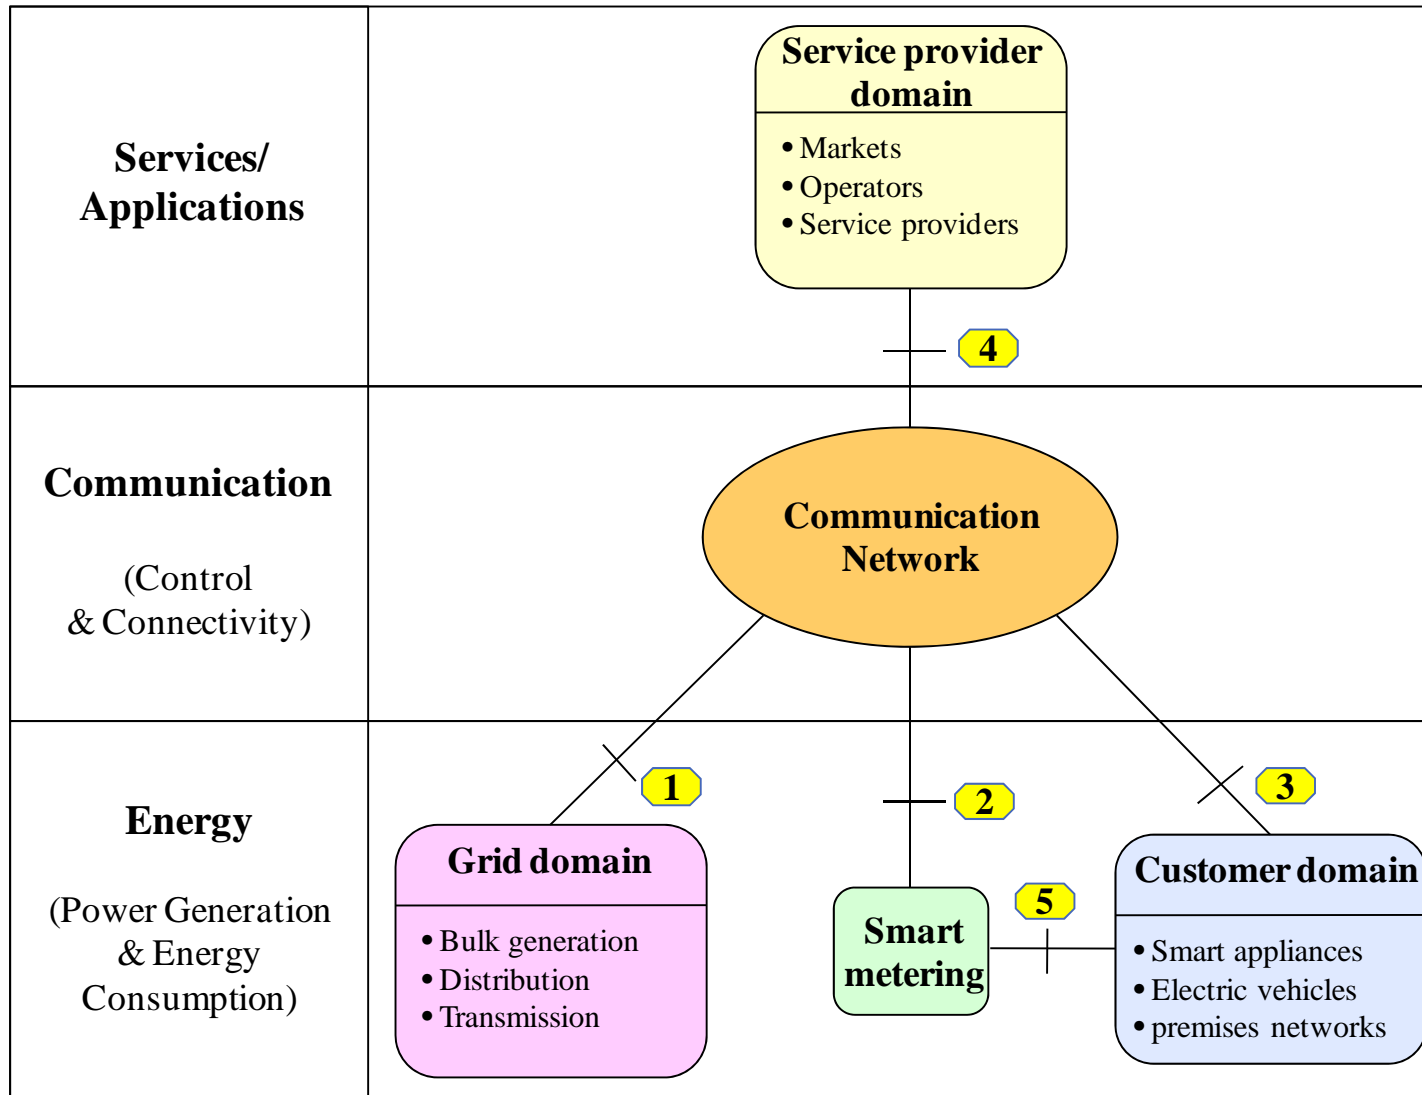 Services/
Applications
Service provider
domain
• Markets
• Operators
• Service providers
4
Communication
(Control
& Connectivity)
Communication
Network
Energy
(Power Generation
& Energy
Consumption)
1
2
3
Grid domain
• Bulk generation
• Distribution
• Transmission
Smart
metering
5
Customer domain
• Smart appliances
• Electric vehicles
• premises networks